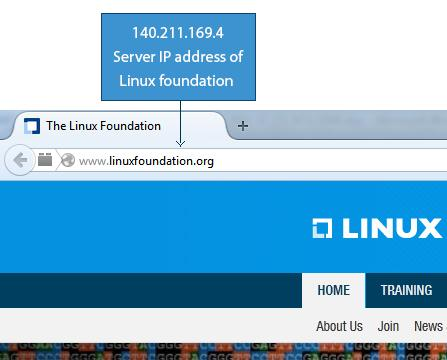 140.211.169.4
Server IP address of
Linux foundation
The Linux Foundation
www.linuxfoundation.org
LINUX
HOME TRAINING
About Us Join News